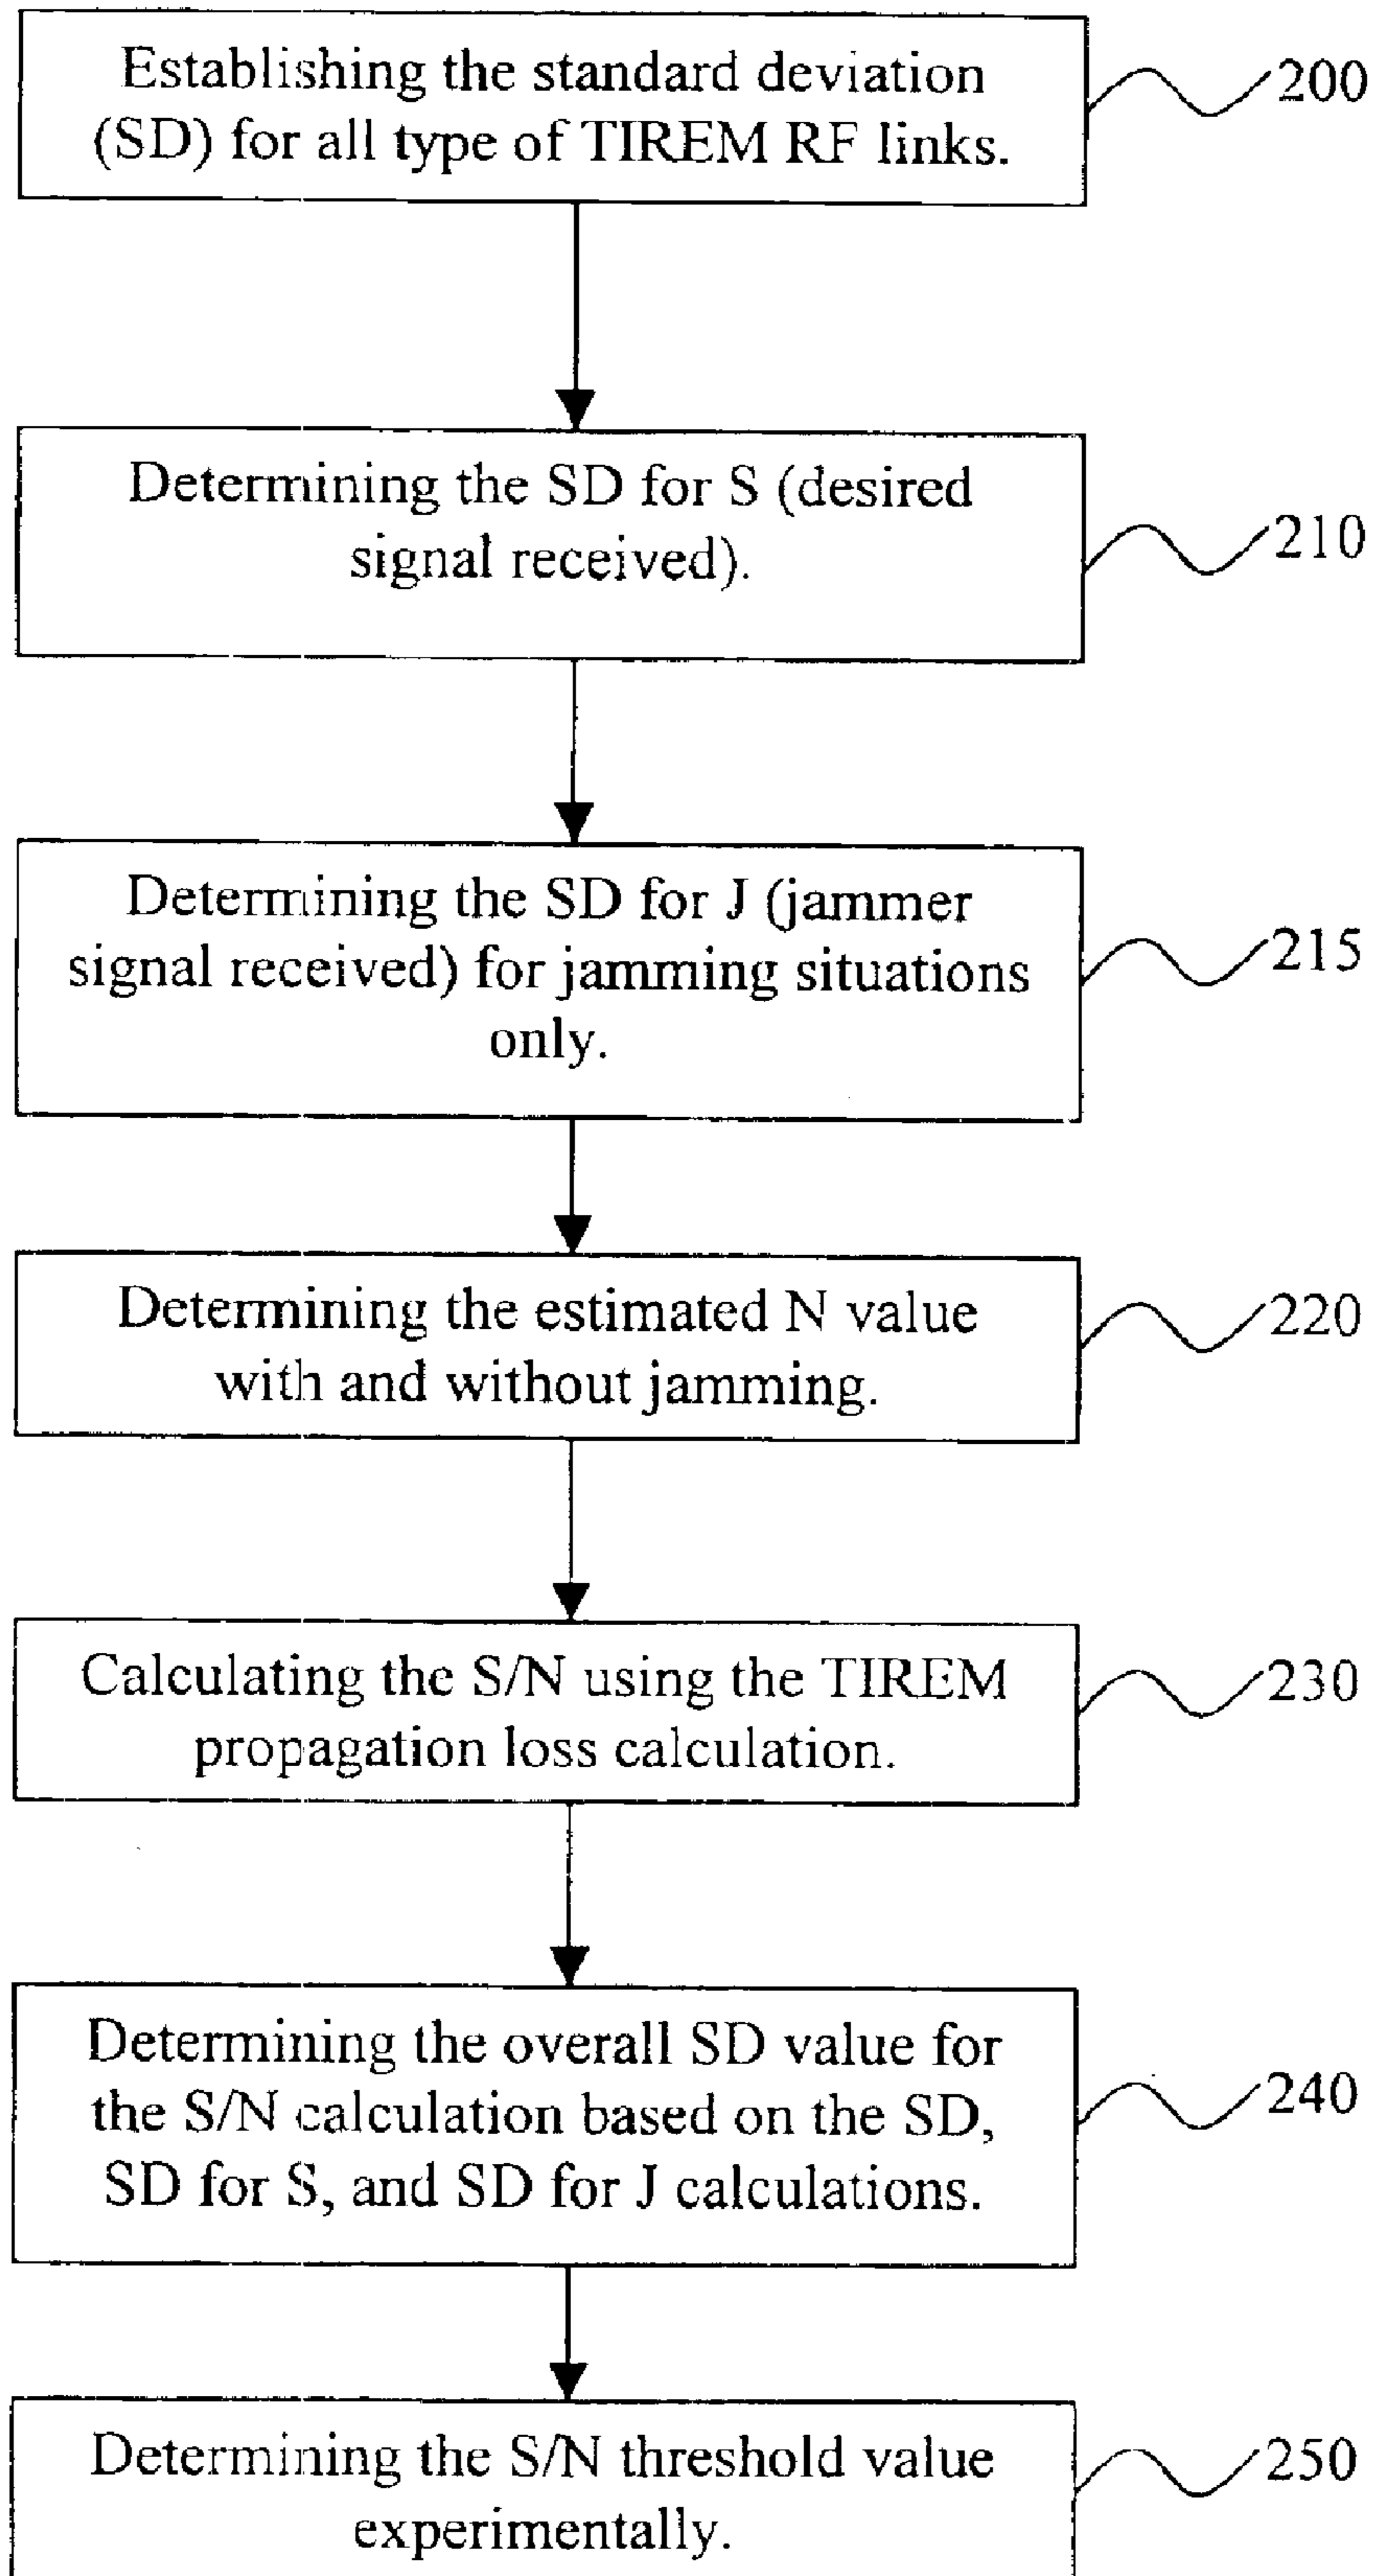 Establishing the standard deviation
(SD) for all type of TIREM RF links.
200
Determining the SD for S (desired
signal received).
210
Determining the SD for J (jammer
signal received) for jamming situations
only.
215
Determining the estimated N value
with and without jamming.
220
Calculating the S/N using the TIREM
propagation loss calculation.
230
Determining the overall SD value for
the S/N calculation based on the SD,
SD for S, and SD for J calculations.
240
Determining the S/N threshold value
experimentally.
250